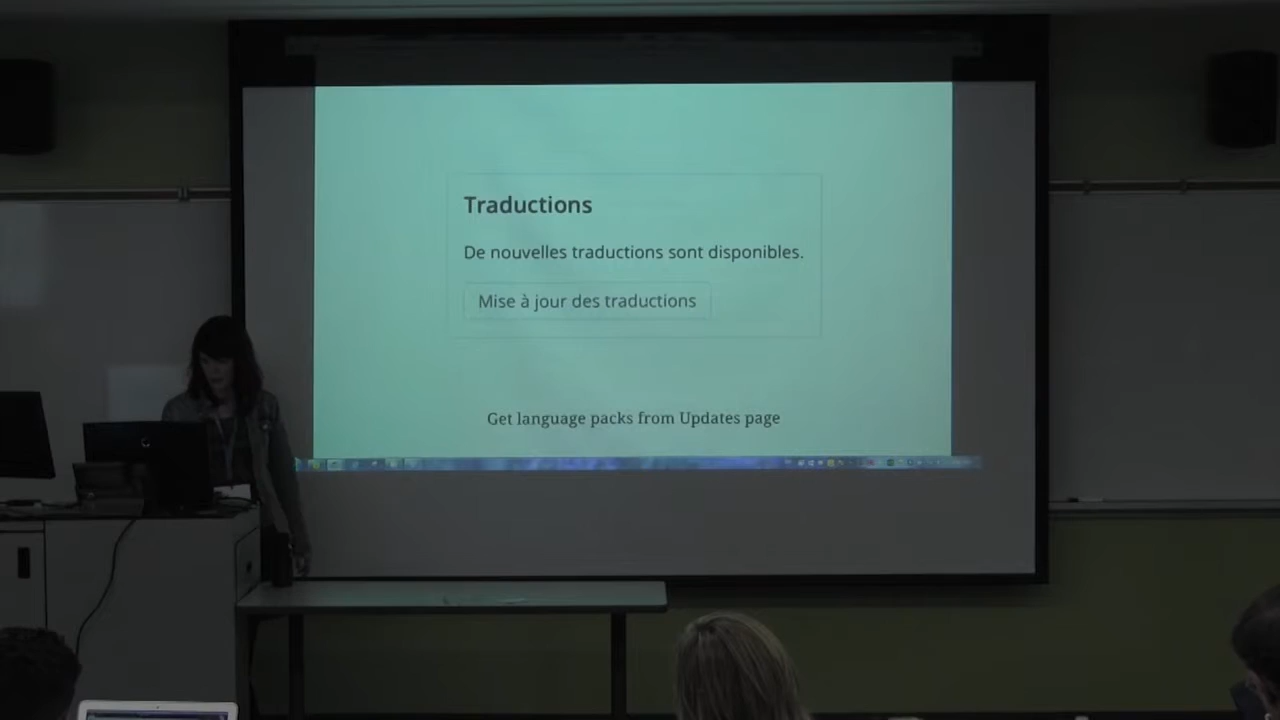 Traductions
De nouvelles traductions sont disponibles.
Mise à jour des traductions
Get language packs from Updates page